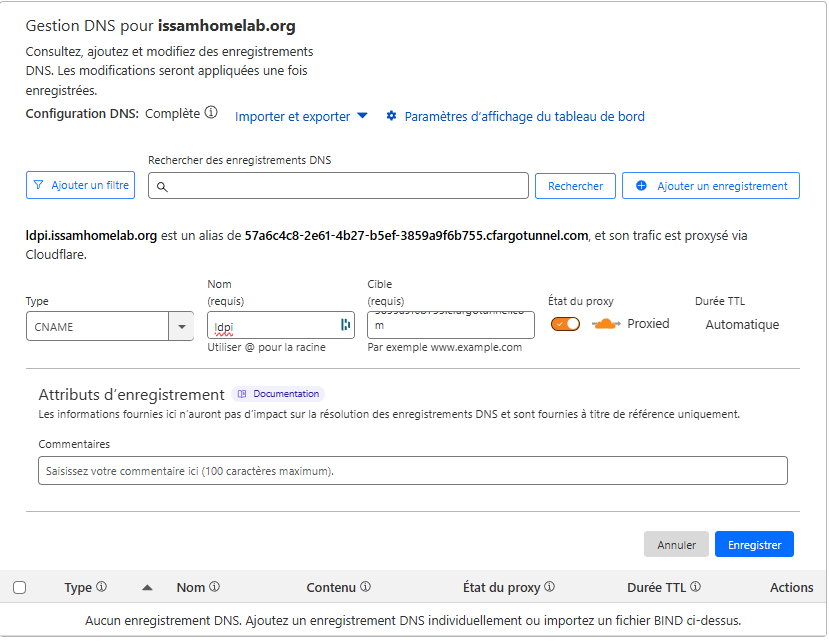 Gestion DNS pour issamhomelab.org
Consultez, ajoutez et modifiez des enregistrements
DNS. Les modifications seront appliquées une fois
enregistrées.
Configuration DNS: Complète
Importer et exporter
Paramètres d’affichage du tableau de bord
Rechercher des enregistrements DNS
Ajouter un filtre
Rechercher
Ajouter un enregistrement
ldpi.issamhomelab.org est un alias de 57a6c4c8-2e61-4b27-b5ef-3859a9f6b755.cfargotunnel.com, et son trafic est proxysé via
Cloudflare.
Type
Nom
(requis)
Cible
(requis)
État du proxy
Durée TTL
CNAME
ldpi
3859a9f6b755.cfargotunnel.co
m
Proxied
Automatique
Utiliser @ pour la racine
Par exemple www.example.com
Attributs d’enregistrement
Documentation
Les informations fournies ici n’auront pas d’impact sur la résolution des enregistrements DNS et sont fournies à titre de référence uniquement.
Commentaires
Saisissez votre commentaire ici (100 caractères maximum).
Annuler
Enregistrer
Type
Nom
Contenu
État du proxy
Durée TTL
Actions
Aucun enregistrement DNS. Ajoutez un enregistrement DNS individuellement ou importez un fichier BIND ci-dessus.